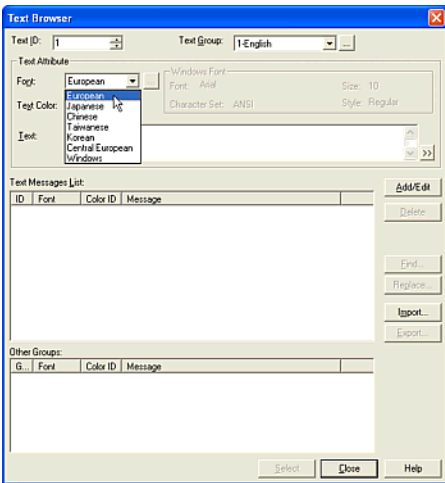 Text Browser
Text ID: 1 Text Group: 1-English ...
Text Attribute
Font: European ...
Windows Font
Font: Arial Size: 10
Character Set: ANSI Style: Regular
European
Japanese
Chinese
Taiwanese
Korean
Central European
Windows
Text Color:
Text:
>>
Text Messages List:
ID Font Color ID Message
Add/Edit
Delete
Find...
Replace...
Import...
Export...
Other Groups:
G... Font Color ID Message
Select Close Help